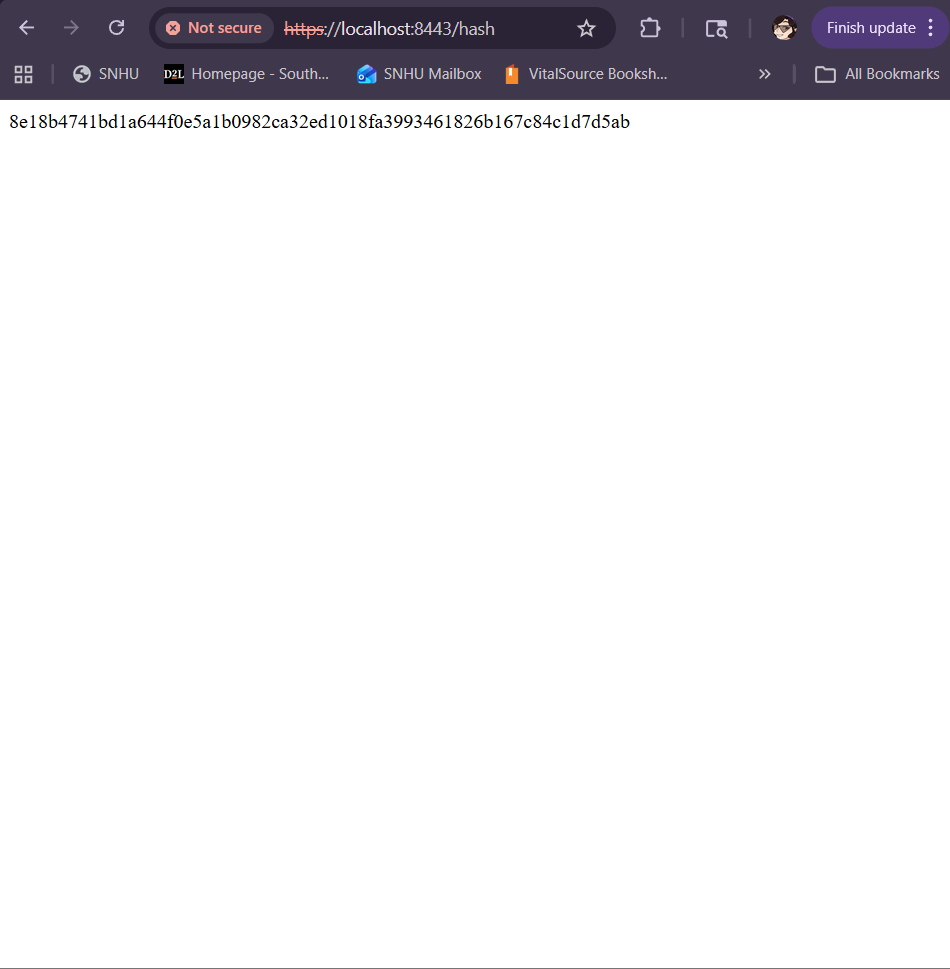 Not secure https://localhost:8443/hash Finish update
SNHU D2L Homepage - South... SNHU Mailbox VitalSource Booksh... All Bookmarks
8e18b4741bd1a644f0e5a1b0982ca32ed1018fa3993461826b167c84c1d7d5ab